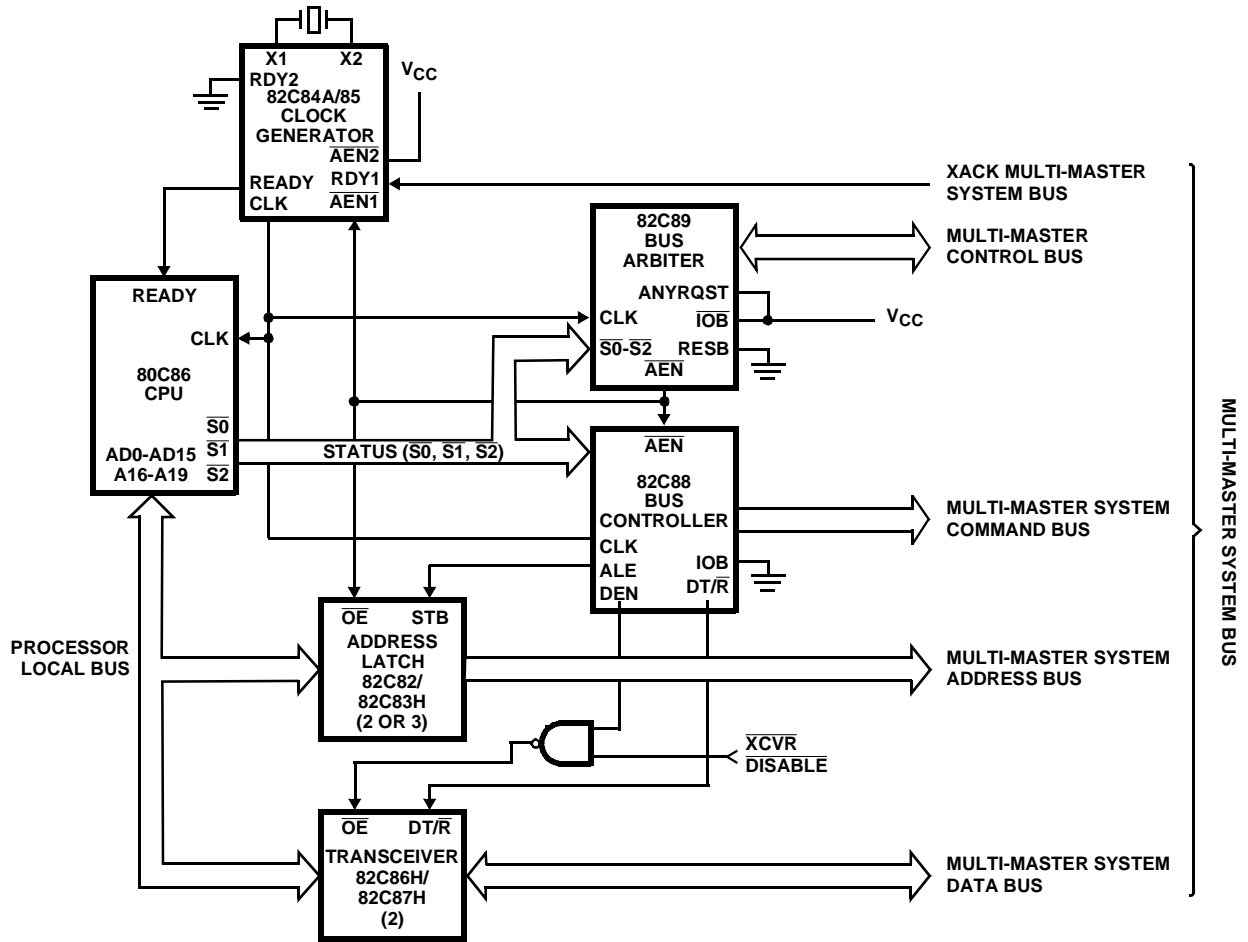 X1 X2
RDY2
82C84A/85
CLOCK
GENERATOR
AEN2
READY RDY1
CLK AEN1
VCC
XACK MULTI-MASTER
SYSTEM BUS
82C89
BUS
ARBITER
ANYRQST
CLK IOB
S0-S2 RESB
AEN
MULTI-MASTER
CONTROL BUS
VCC
READY
CLK
80C86
CPU
S0
AD0-AD15 S1
A16-A19 S2
STATUS (S0, S1, S2)
AEN
82C88
BUS
CONTROLLER
CLK
ALE IOB
DEN DT/R
MULTI-MASTER SYSTEM
COMMAND BUS
MULTI-MASTER SYSTEM BUS
PROCESSOR
LOCAL BUS
OE STB
ADDRESS
LATCH
82C82/
82C83H
(2 OR 3)
MULTI-MASTER SYSTEM
ADDRESS BUS
XCVR
DISABLE
OE DT/R
TRANSCEIVER
82C86H/
82C87H
(2)
MULTI-MASTER SYSTEM
DATA BUS